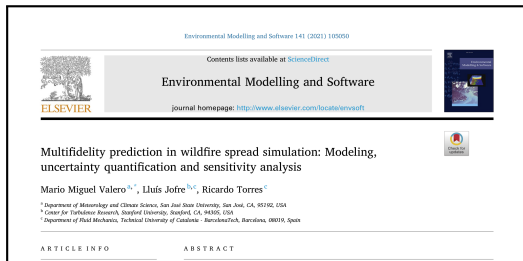 Environmental Modelling and Software 141 (2021) 105050
Contents lists available at ScienceDirect
Environmental Modelling and Software
journal homepage: http://www.elsevier.com/locate/envsoft
ELSEVIER
Check for updates
Multifidelity prediction in wildfire spread simulation: Modeling,
uncertainty quantification and sensitivity analysis
Mario Miguel Valero a,*, Lluís Jofre b,c, Ricardo Torres c
a Department of Meteorology and Climate Science, San José State University, San José, CA, 95192, USA
b Center for Turbulence Research, Stanford University, Stanford, CA, 94305, USA
c Department of Fluid Mechanics, Technical University of Catalonia - BarcelonaTech, Barcelona, 08019, Spain
ARTICLE INFO
ABSTRACT